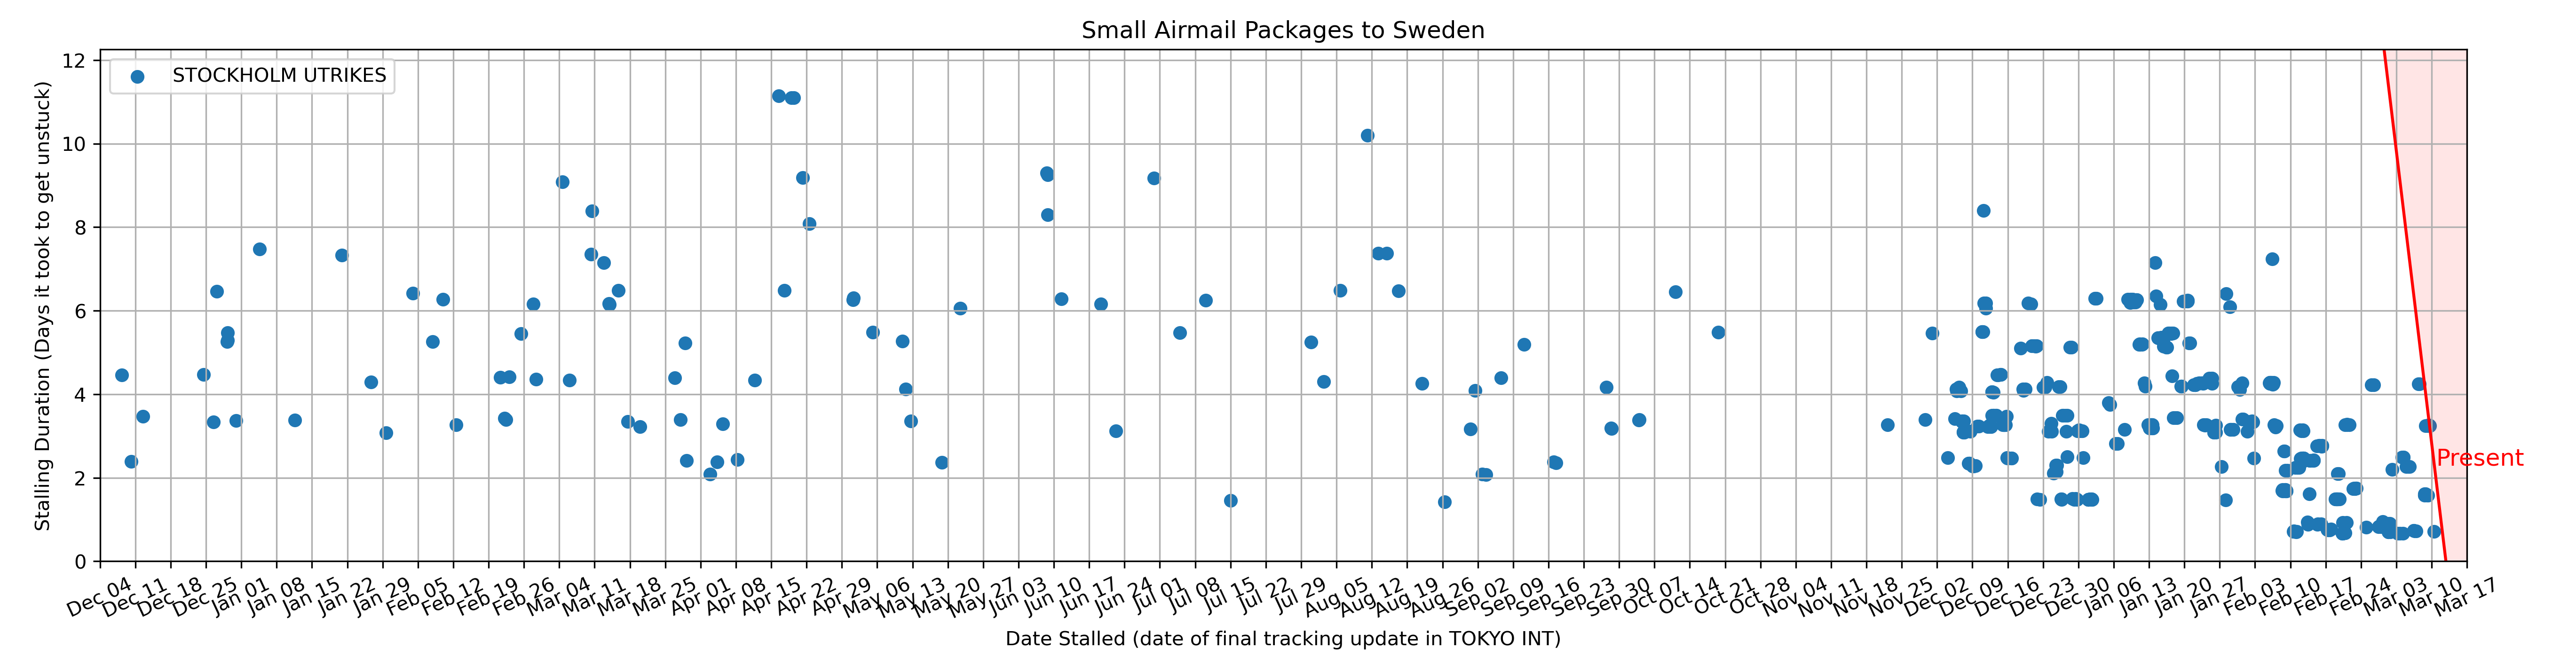 Small Airmail Packages to Sweden
STOCKHOLM UTRIKES
Stalling Duration (Days it took to get unstuck)
12
10
8
6
4
2
0
Present
Dec 04 Dec 11 Dec 18 Dec 25 Jan 01 Jan 08 Jan 15 Jan 22 Jan 29 Feb 05 Feb 12 Feb 19 Feb 26 Mar 04 Mar 11 Mar 18 Mar 25 Apr 01 Apr 08 Apr 15 Apr 22 Apr 29 May 06 May 13 May 20 May 27 Jun 03 Jun 10 Jun 17 Jun 24 Jul 01 Jul 08 Jul 15 Jul 22 Jul 29 Aug 05 Aug 12 Aug 19 Aug 26 Sep 02 Sep 09 Sep 16 Sep 23 Sep 30 Oct 07 Oct 14 Oct 21 Oct 28 Nov 04 Nov 11 Nov 18 Nov 25 Dec 02 Dec 09 Dec 16 Dec 23 Dec 30 Jan 06 Jan 13 Jan 20 Jan 27 Feb 03 Feb 10 Feb 17 Feb 24 Mar 03 Mar 10 Mar 17
Date Stalled (date of final tracking update in TOKYO INT)